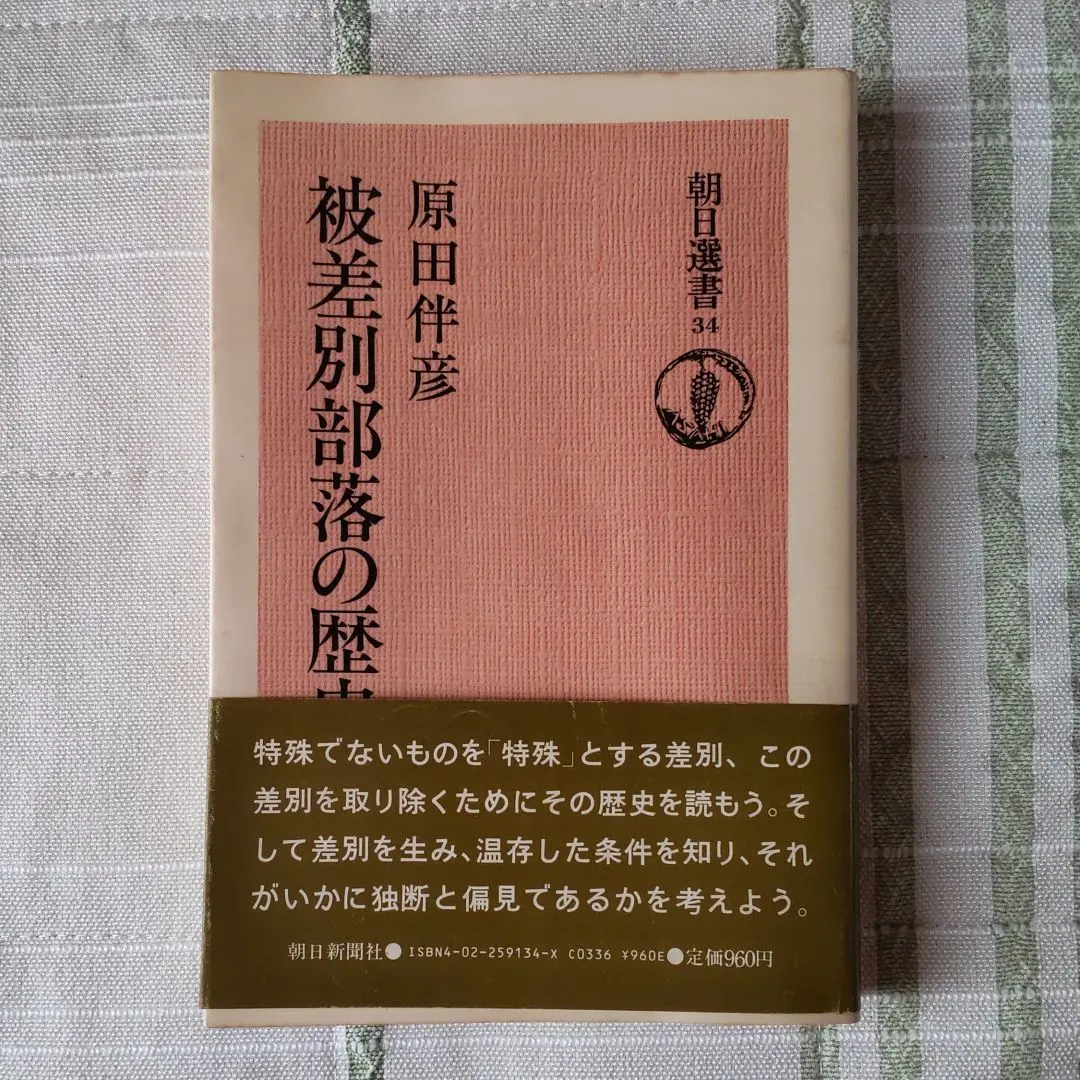 朝日選書
34
原田伴彦
被差別部落の歴史
特殊でないものを「特殊」とする差別、この
差別を取り除くためにその歴史を読もう。そ
して差別を生み、温存した条件を知り、それ
がいかに独断と偏見であるかを考えよう。
朝日新聞社●ISBN4-02-259134-X C0336 ¥960E●定価960円